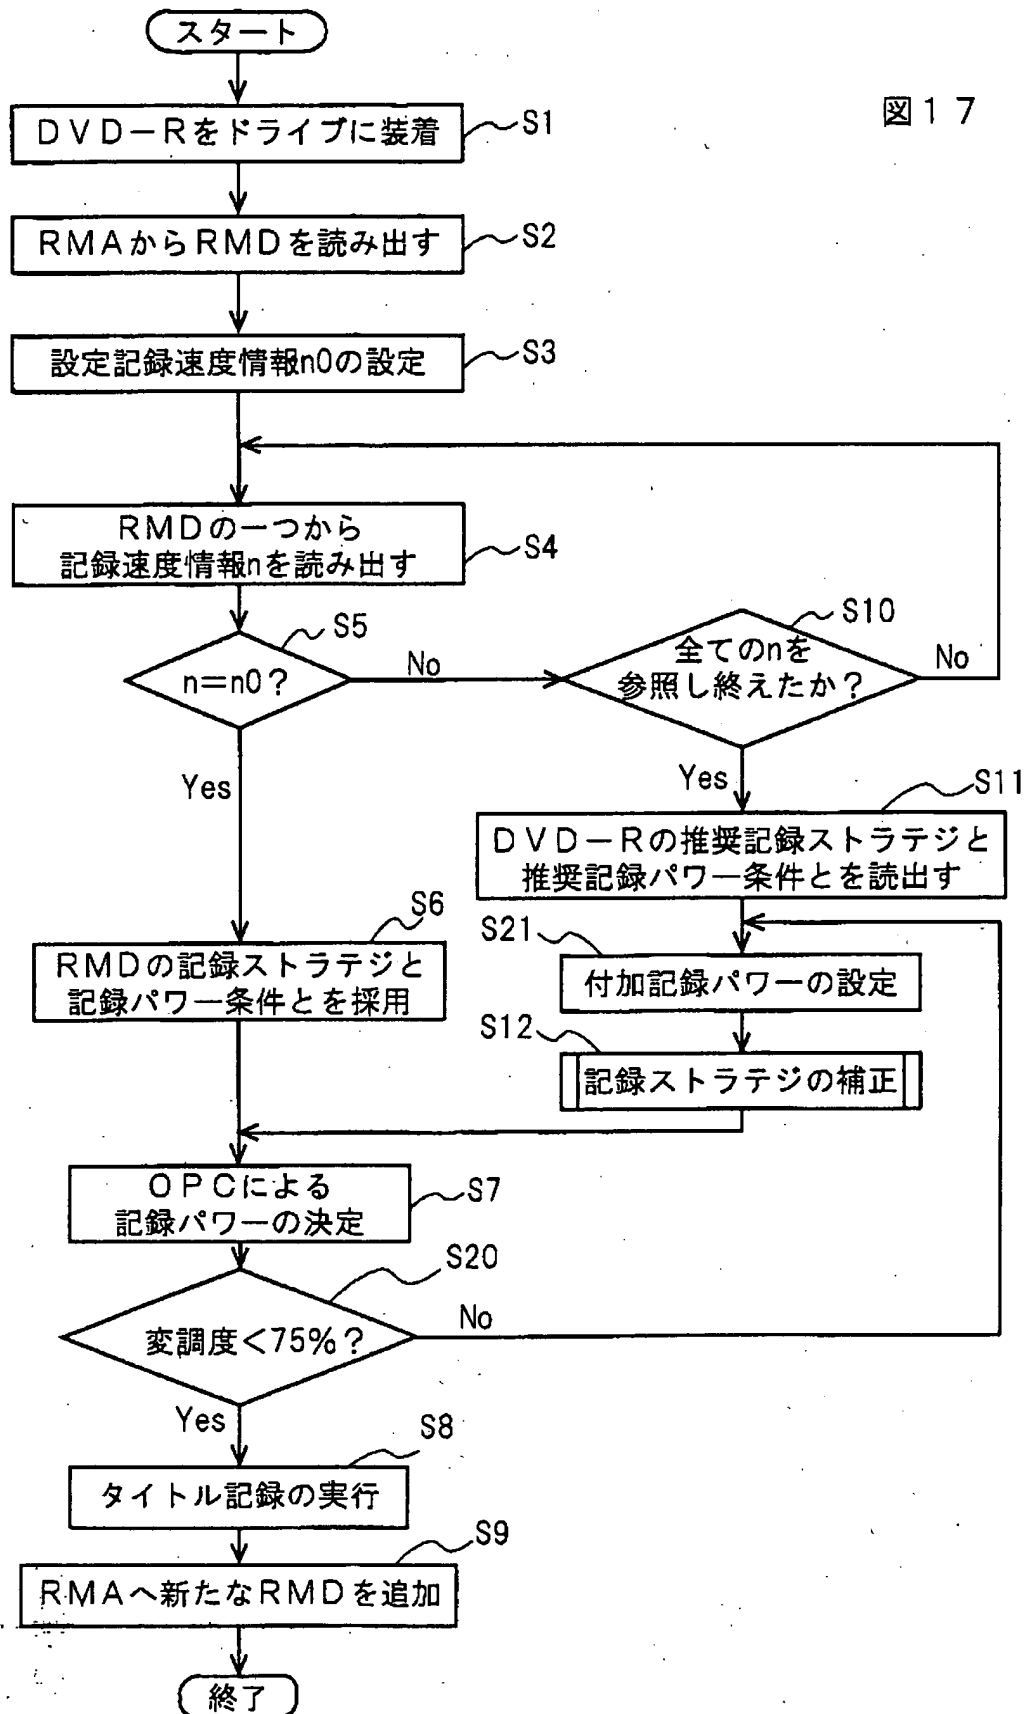 スタート
図17
DVD-Rをドライブに装着
S1
RMAからRMDを読み出す
S2
設定記録速度情報n0の設定
S3
RMDの一つから
記録速度情報nを読み出す
S4
n=n0?
S5
No
全てのnを
参照し終えたか?
S10
No
Yes
Yes
S11
DVD-Rの推奨記録ストラテジと
推奨記録パワー条件とを読出す
S6
RMDの記録ストラテジと
記録パワー条件とを採用
S21
付加記録パワーの設定
S12
記録ストラテジの補正
OPCによる
記録パワーの決定
S7
S20
変調度<75%?
No
Yes
S8
タイトル記録の実行
S9
RMAへ新たなRMDを追加
終了